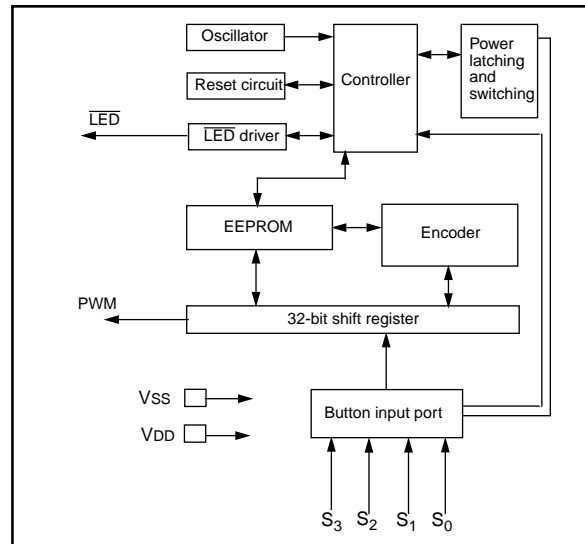 Oscillator
Reset circuit
LED driver
LED
Controller
Power
latching
and
switching
EEPROM
Encoder
PWM
32-bit shift register
VSS
VDD
Button input port
S3
S2
S1
S0